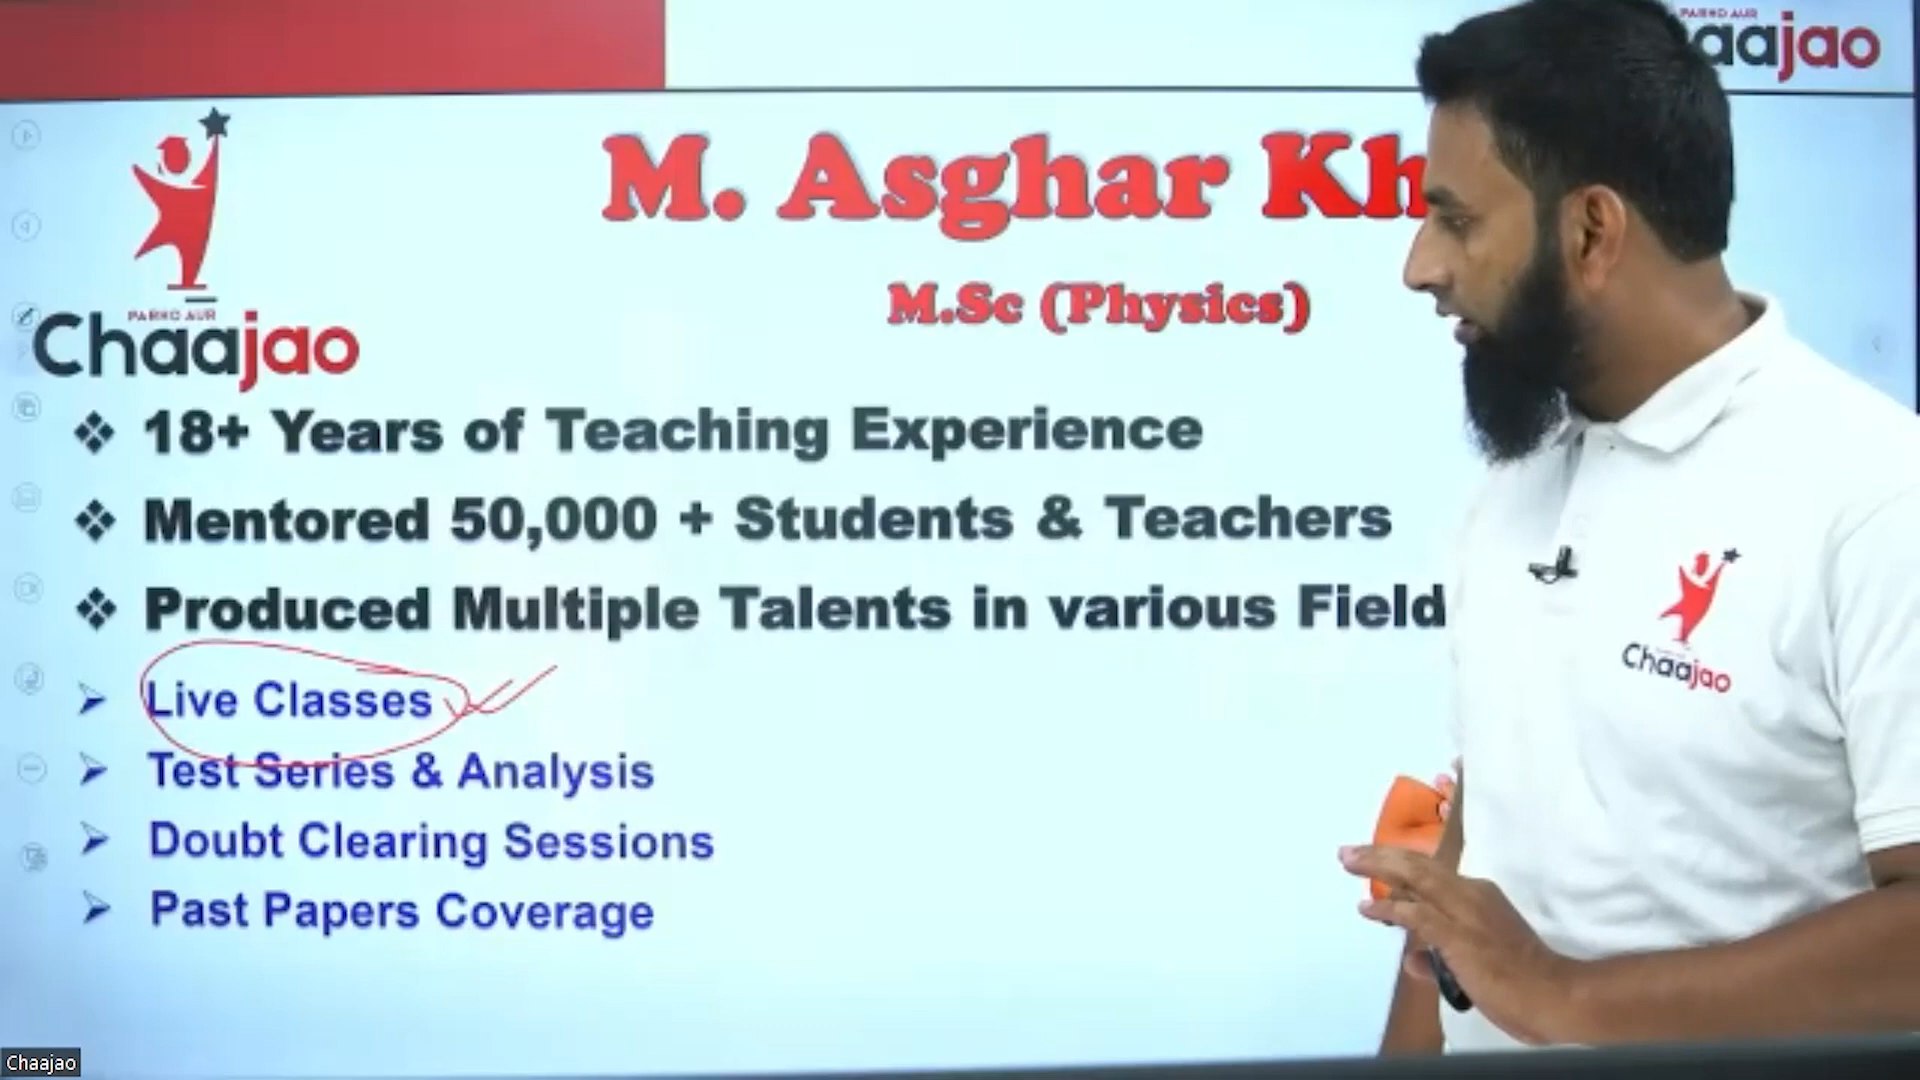 PARHO AUR
aajao
M. Asghar Kh
M.Sc (Physics)
PARHO AUR
Chaajao
❖ 18+ Years of Teaching Experience
❖ Mentored 50,000 + Students & Teachers
❖ Produced Multiple Talents in various Field
➢ Live Classes
➢ Test Series & Analysis
➢ Doubt Clearing Sessions
➢ Past Papers Coverage
Chaajao
Chaajao